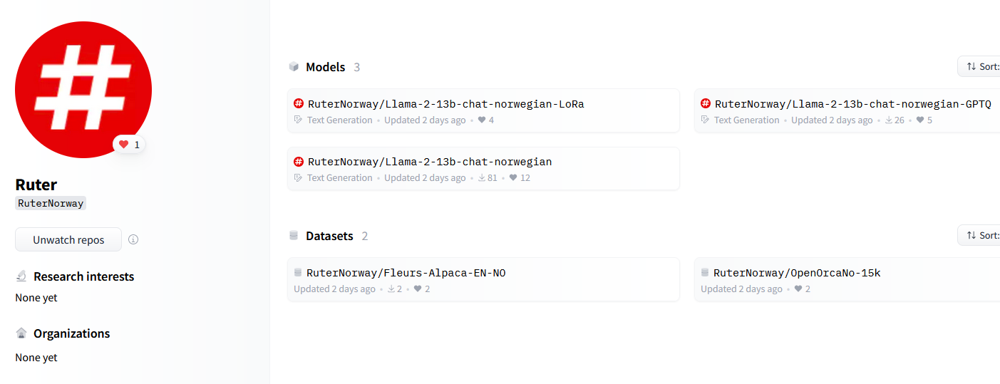 #
1
Ruter
RuterNorway
Unwatch repos
Research interests
None yet
Organizations
None yet
Models 3
Sort:
RuterNorway/Llama-2-13b-chat-norwegian-LoRa
Text Generation • Updated 2 days ago • 4
RuterNorway/Llama-2-13b-chat-norwegian-GPTQ
Text Generation • Updated 2 days ago • 26 • 5
RuterNorway/Llama-2-13b-chat-norwegian
Text Generation • Updated 2 days ago • 81 • 12
Datasets 2
Sort:
RuterNorway/Fleurs-Alpaca-EN-NO
Updated 2 days ago • 2 • 2
RuterNorway/OpenOrcaNo-15k
Updated 2 days ago • 2